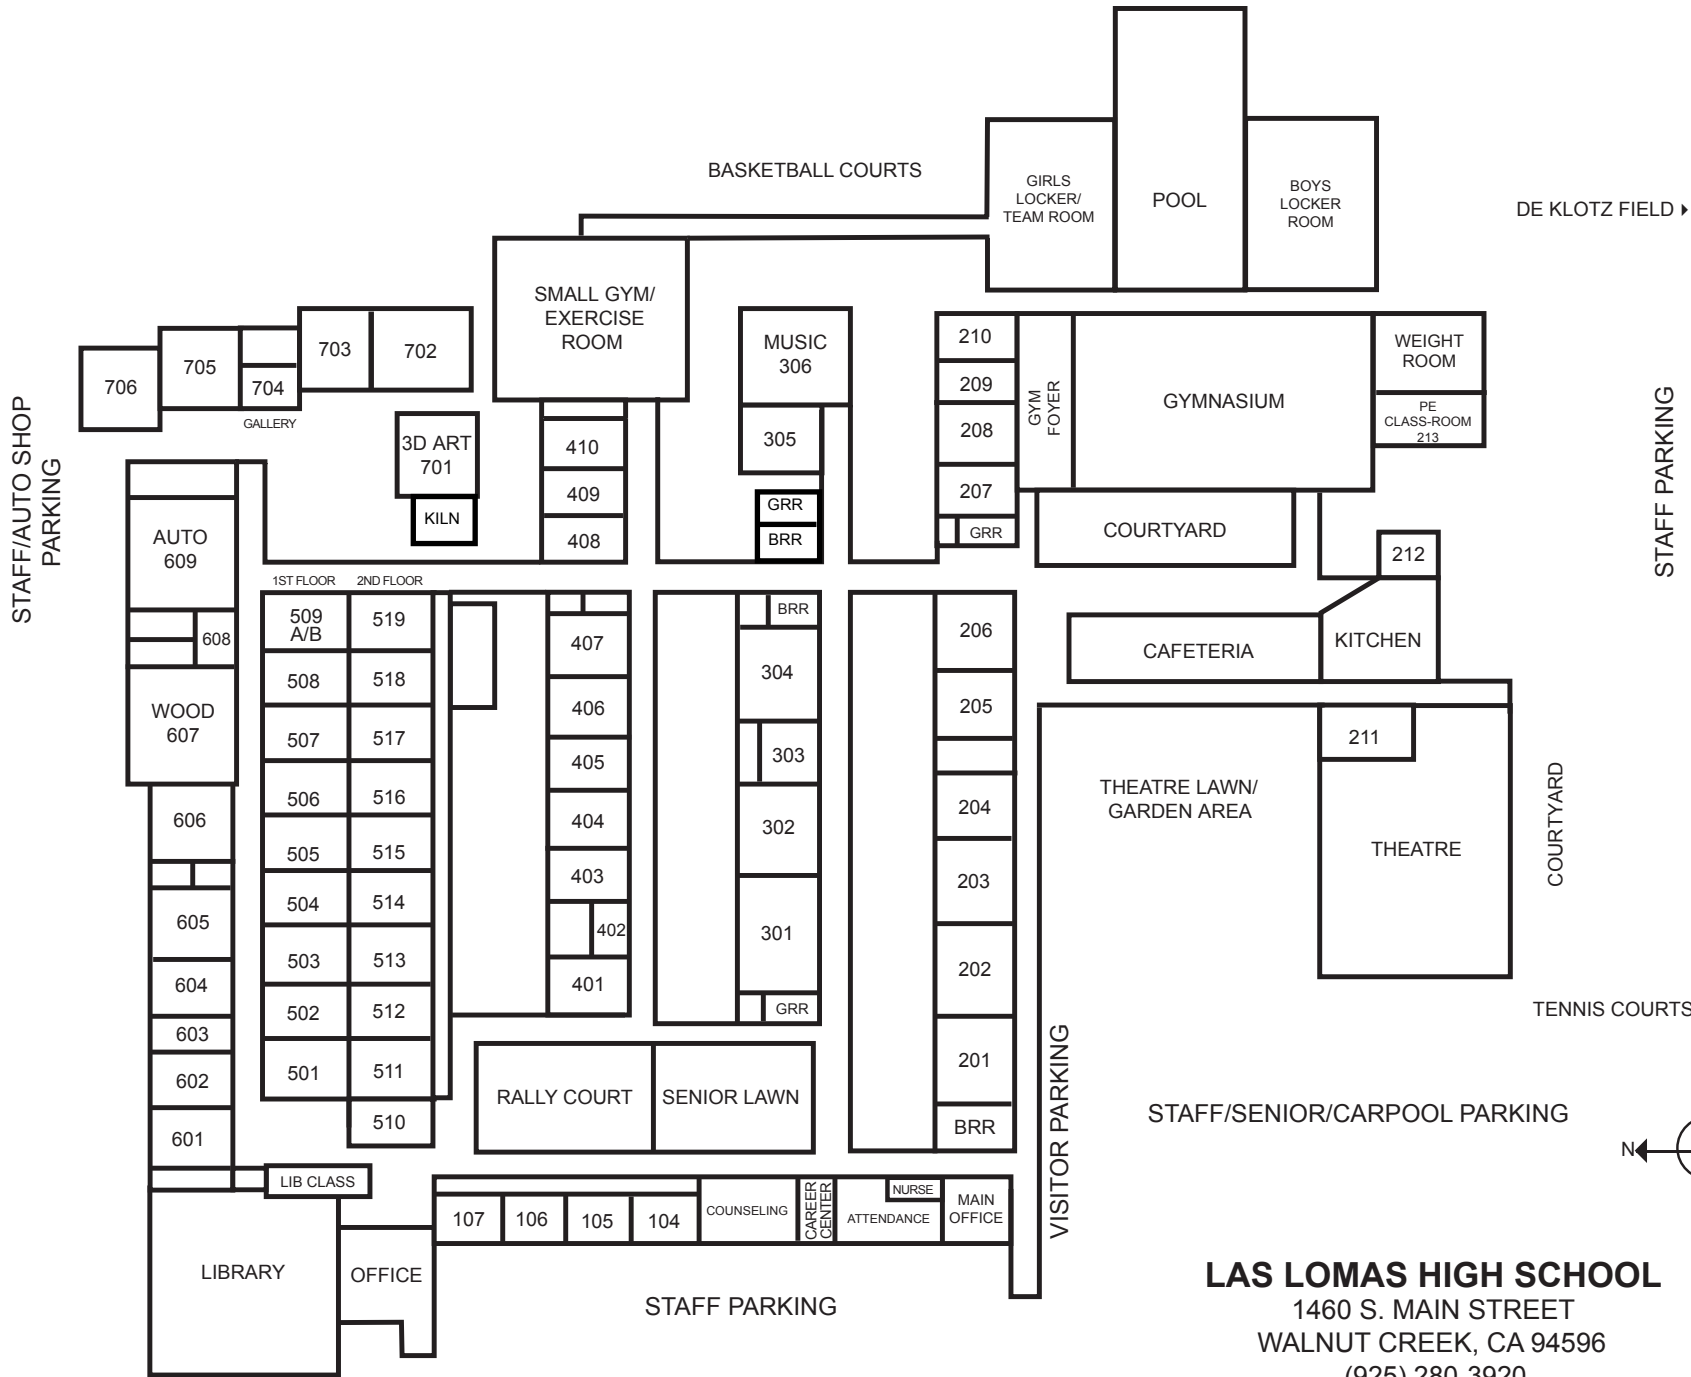 BASKETBALL COURTS
GIRLS
LOCKER/
TEAM ROOM
POOL
BOYS
LOCKER
ROOM
DE KLOTZ FIELD
SMALL GYM/
EXERCISE
ROOM
703
702
705
704
706
GALLERY
MUSIC
306
305
GRR
BRR
210
209
208
207
GRR
GYM
FOYER
GYMNASIUM
WEIGHT
ROOM
PE
CLASS-ROOM
213
STAFF/AUTO SHOP
PARKING
STAFF PARKING
3D ART
701
KILN
410
409
408
COURTYARD
212
AUTO
609
608
WOOD
607
606
605
604
603
602
601
1ST FLOOR
2ND FLOOR
509
A/B
508
507
506
505
504
503
502
501
519
518
517
516
515
514
513
512
511
510
407
406
405
404
403
402
401
BRR
304
303
302
301
GRR
206
205
204
203
202
201
BRR
CAFETERIA
KITCHEN
211
THEATRE LAWN/
GARDEN AREA
THEATRE
COURTYARD
TENNIS COURTS
RALLY COURT
SENIOR LAWN
VISITOR PARKING
STAFF/SENIOR/CARPOOL PARKING
N
LIB CLASS
LIBRARY
OFFICE
107
106
105
104
COUNSELING
CAREER
CENTER
NURSE
ATTENDANCE
MAIN
OFFICE
STAFF PARKING
LAS LOMAS HIGH SCHOOL
1460 S. MAIN STREET
WALNUT CREEK, CA 94596
(925) 280-3920